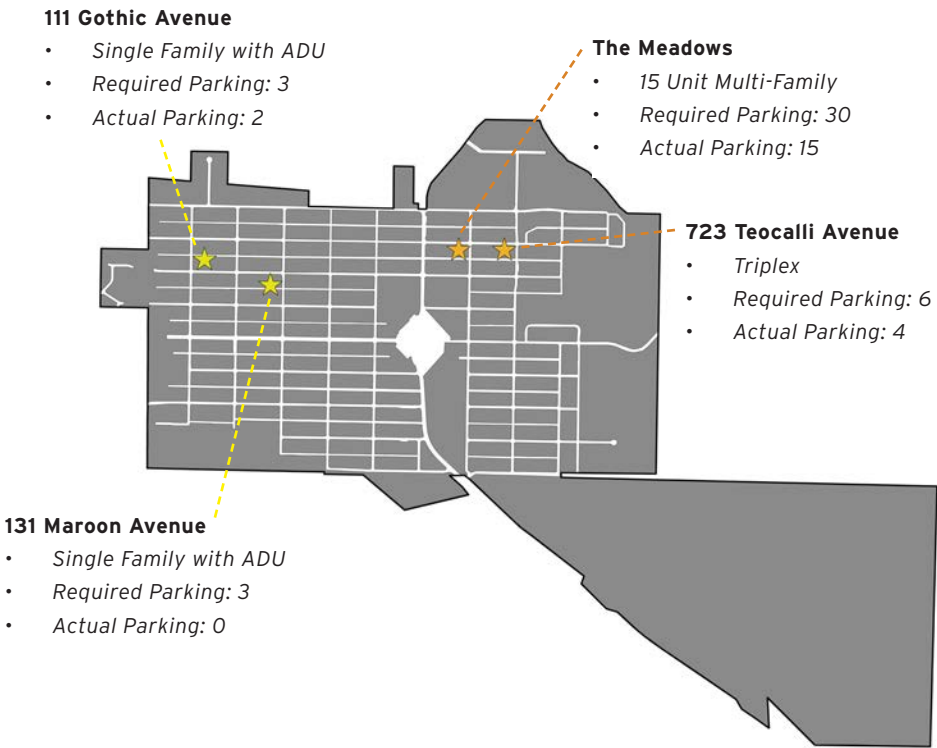 111 Gothic Avenue
• Single Family with ADU
• Required Parking: 3
• Actual Parking: 2
The Meadows
• 15 Unit Multi-Family
• Required Parking: 30
• Actual Parking: 15
723 Teocalli Avenue
• Triplex
• Required Parking: 6
• Actual Parking: 4
131 Maroon Avenue
• Single Family with ADU
• Required Parking: 3
• Actual Parking: 0